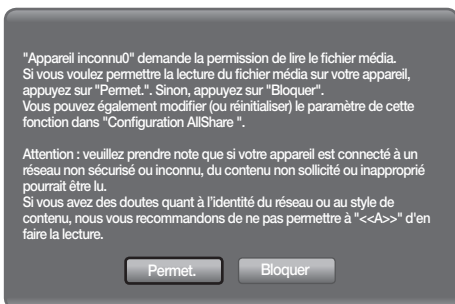 "Appareil inconnu0" demande la permission de lire le fichier média.
Si vous voulez permettre la lecture du fichier média sur votre appareil,
appuyez sur "Permet.". Sinon, appuyez sur "Bloquer".
Vous pouvez également modifier (ou réinitialiser) le paramètre de cette
fonction dans "Configuration AllShare ".
Attention : veuillez prendre note que si votre appareil est connecté à un
réseau non sécurisé ou inconnu, du contenu non sollicité ou inapproprié
pourrait être lu.
Si vous avez des doutes quant à l'identité du réseau ou au style de
contenu, nous vous recommandons de ne pas permettre à "<<A>>" d'en
faire la lecture.
Permet. Bloquer